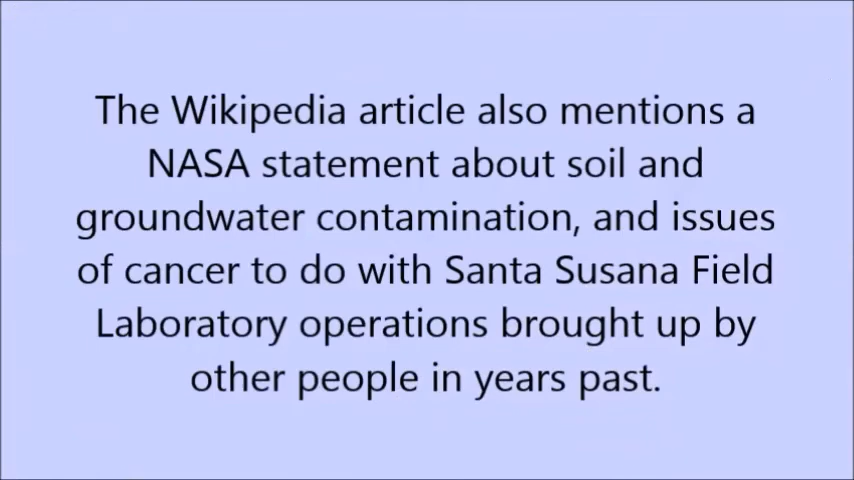 The Wikipedia article also mentions a
NASA statement about soil and
groundwater contamination, and issues
of cancer to do with Santa Susana Field
Laboratory operations brought up by
other people in years past.